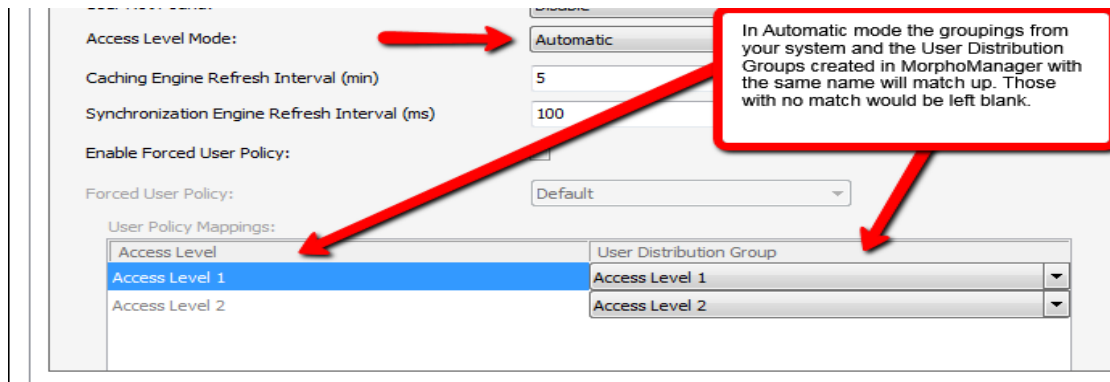 Access Level Mode:
Automatic
In Automatic mode the groupings from
your system and the User Distribution
Groups created in MorphoManager with
the same name will match up. Those
with no match would be left blank.
Caching Engine Refresh Interval (min)
5
Synchronization Engine Refresh Interval (ms)
100
Enable Forced User Policy:
Forced User Policy:
Default
User Policy Mappings:
Access Level
User Distribution Group
Access Level 1
Access Level 1
Access Level 2
Access Level 2